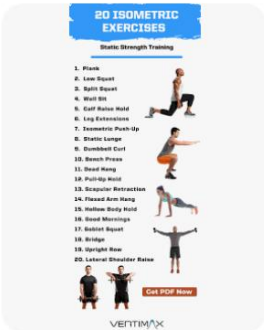 20 ISOMETRIC
EXERCISES
Static Strength Training
1. Plank
2. Low Squat
3. Split Squat
4. Wall Sit
5. Calf Raise Hold
6. Leg Extensions
7. Isometric Push-Up
8. Static Lunge
9. Dumbbell Curl
10. Bench Press
11. Dead Hang
12. Pull-Up Hold
13. Scapular Retraction
14. Flexed Arm Hang
15. Hollow Body Hold
16. Good Mornings
17. Goblet Squat
18. Bridge
19. Upright Row
20. Lateral Shoulder Raise
Get PDF Now
VENTIMAX